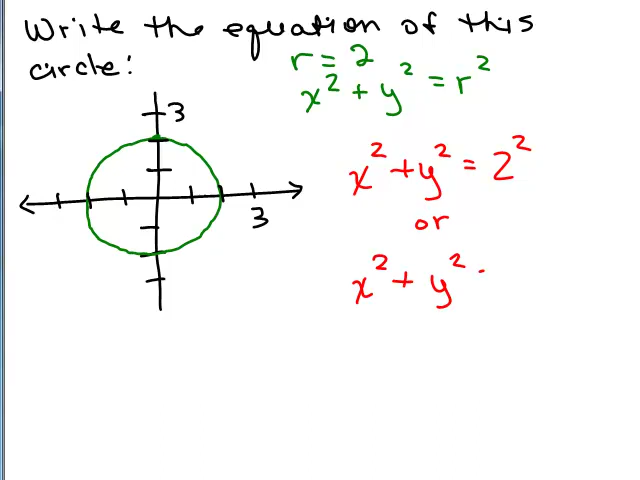 Write the equation of this
circle:
r = 2
x² + y² = r²
3
3
x² + y² = 2²
or
x² + y²